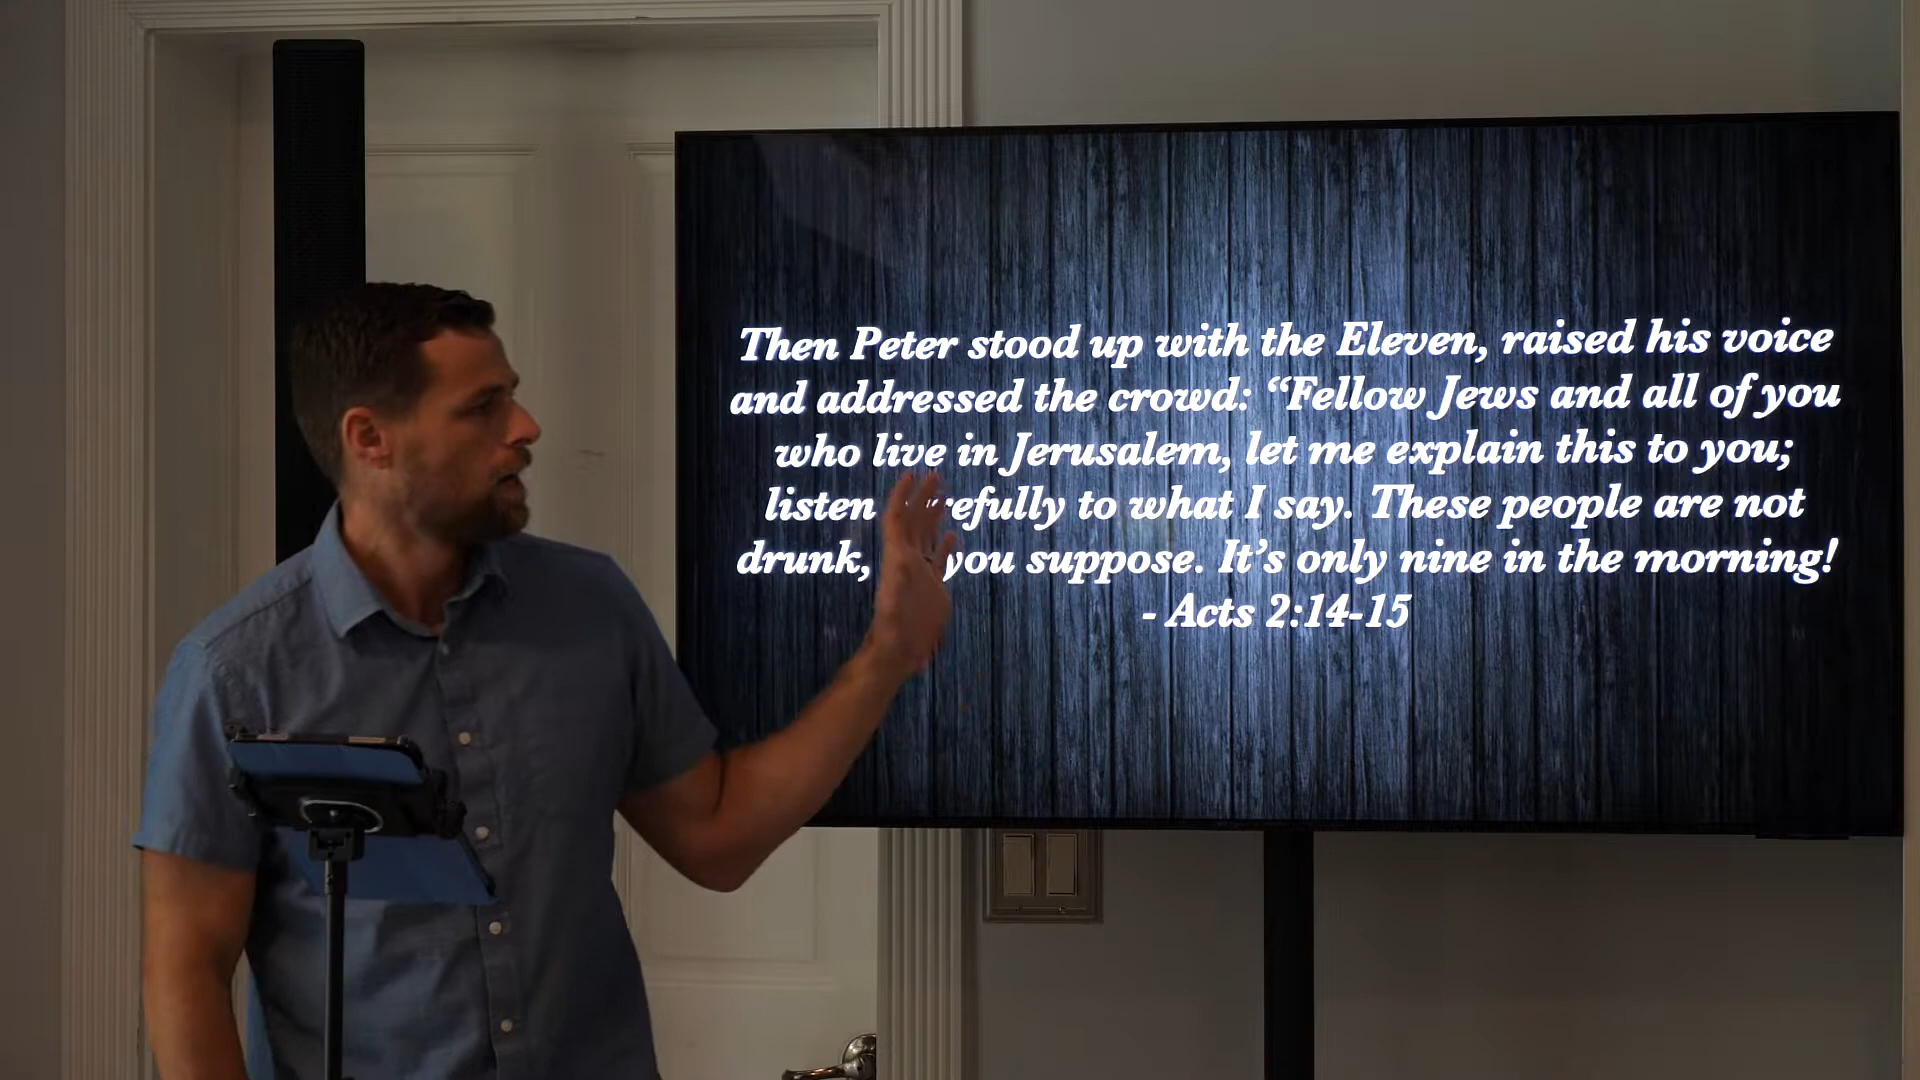 Then Peter stood up with the Eleven, raised his voice
and addressed the crowd: “Fellow Jews and all of you
who live in Jerusalem, let me explain this to you;
listen refully to what I say. These people are not
drunk, you suppose. It’s only nine in the morning!
- Acts 2:14-15